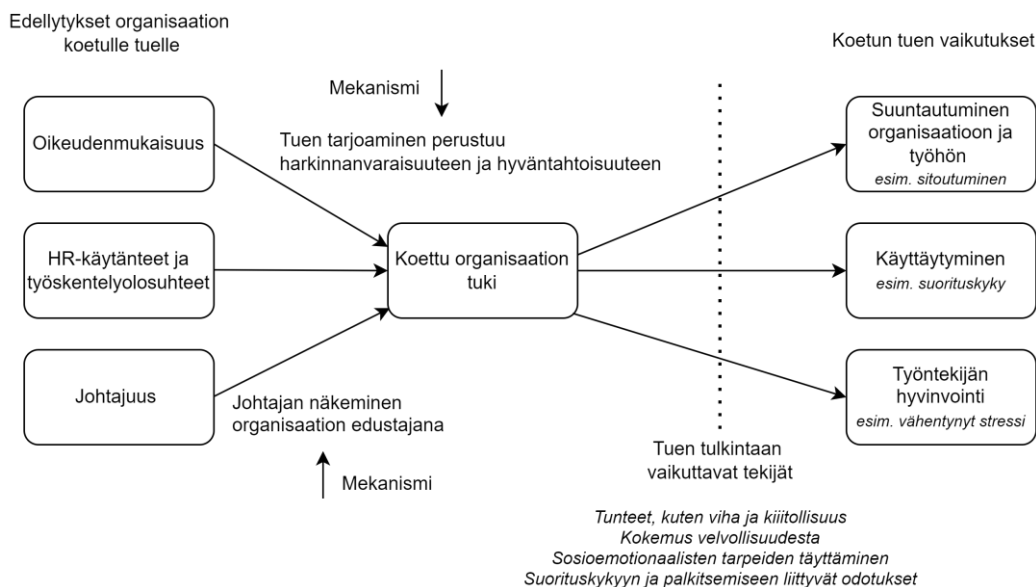 Edellytykset organisaation
koetulle tuelle
Koetun tuen vaikutukset
Mekanismi
Oikeudenmukaisuus
Tuen tarjoaminen perustuu
harkinnanvaraisuuteen ja hyväntahtoisuuteen
Suuntautuminen
organisaatioon ja
työhön
esim. sitoutuminen
HR-käytänteet ja
työskentelyolosuhteet
Koettu organisaation
tuki
Käyttäytyminen
esim. suorituskyky
Johtajuus
Johtajan näkeminen
organisaation edustajana
Työntekijän
hyvinvointi
esim. vähentynyt stressi
Mekanismi
Tuen tulkintaan
vaikuttavat tekijät
Tunteet, kuten viha ja kiiitollisuus
Kokemus velvollisuudesta
Sosioemotionaalisten tarpeiden täyttäminen
Suorituskykyyn ja palkitsemiseen liittyvät odotukset